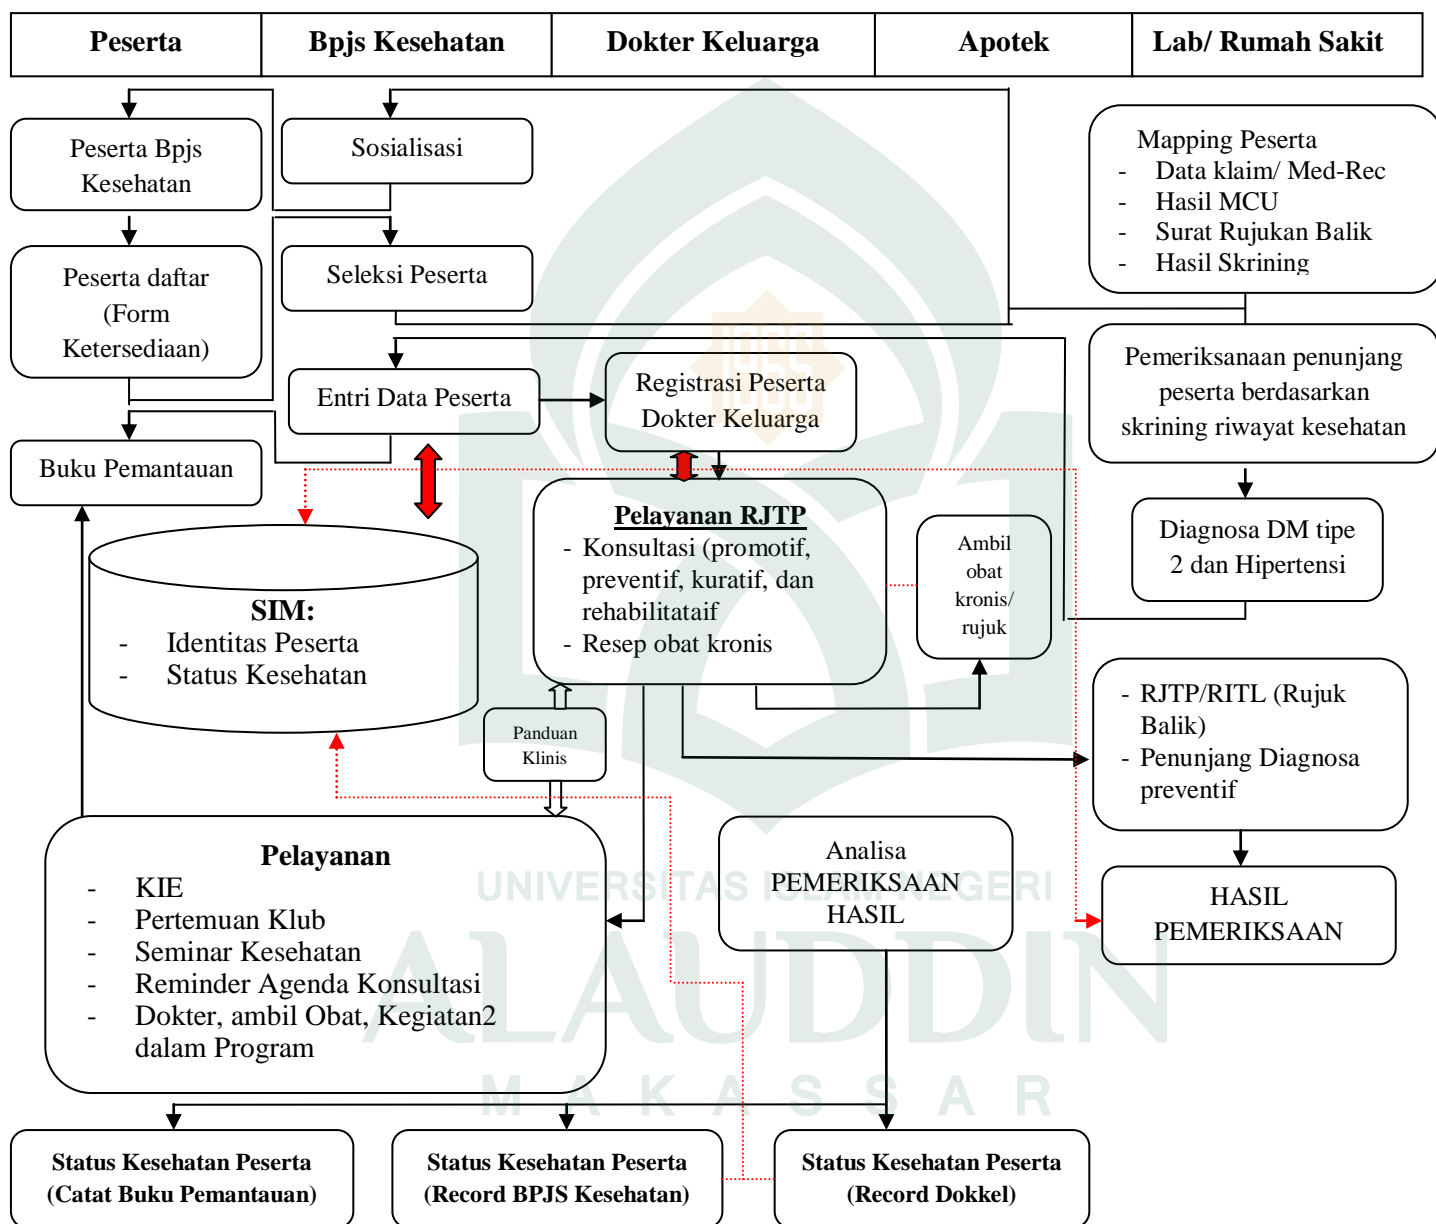 Peserta
Bpjs Kesehatan
Dokter Keluarga
Apotek
Lab/ Rumah Sakit
Peserta Bpjs
Kesehatan
Sosialisasi
Mapping Peserta
- Data klaim/ Med-Rec
- Hasil MCU
- Surat Rujukan Balik
- Hasil Skrining
Peserta daftar
(Form
Ketersediaan)
Seleksi Peserta
Entri Data Peserta
Registrasi Peserta
Dokter Keluarga
Pemeriksanaan penunjang
peserta berdasarkan
skrining riwayat kesehatan
Buku Pemantauan
Pelayanan RJTP
- Konsultasi (promotif,
preventif, kuratif, dan
rehabilitataif
- Resep obat kronis
Ambil
obat
kronis/
rujuk
Diagnosa DM tipe
2 dan Hipertensi
SIM:
- Identitas Peserta
- Status Kesehatan
Panduan
Klinis
- RJTP/RITL (Rujuk
Balik)
- Penunjang Diagnosa
preventif
Pelayanan
- KIE
- Pertemuan Klub
- Seminar Kesehatan
- Reminder Agenda Konsultasi
- Dokter, ambil Obat, Kegiatan2
dalam Program
Analisa
PEMERIKSAAN
HASIL
HASIL
PEMERIKSAAN
UNIVERSITAS ISLAM NEGERI
ALAUDDIN
MAKASSAR
Status Kesehatan Peserta
(Catat Buku Pemantauan)
Status Kesehatan Peserta
(Record BPJS Kesehatan)
Status Kesehatan Peserta
(Record Dokkel)